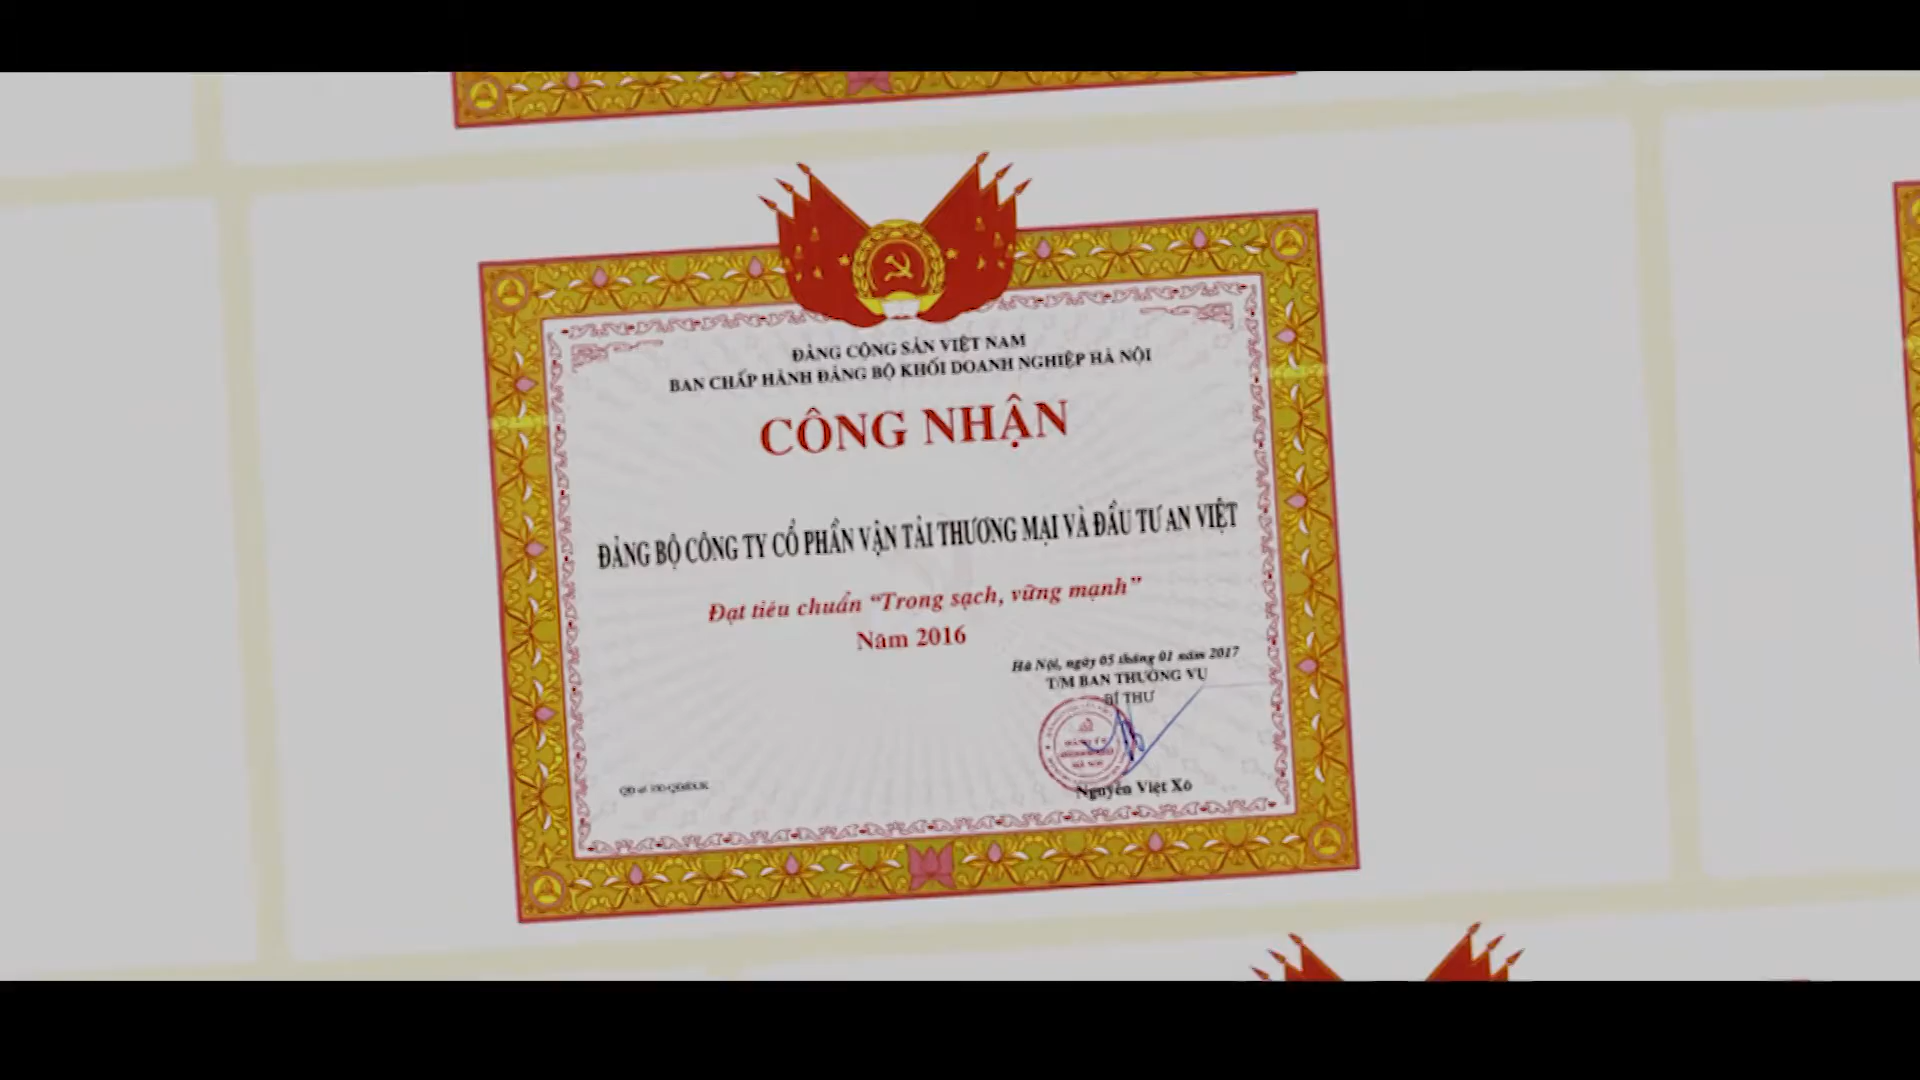 ĐẢNG CỘNG SẢN VIỆT NAM
BAN CHẤP HÀNH ĐẢNG BỘ KHỐI DOANH NGHIỆP HÀ NỘI
CÔNG NHẬN
ĐẢNG BỘ CÔNG TY CỔ PHẦN VẬN TẢI THƯƠNG MẠI VÀ ĐẦU TƯ AN VIỆT
Đạt tiêu chuẩn “Trong sạch, vững mạnh”
Năm 2016
Hà Nội, ngày 05 tháng 01 năm 2017
T/M BAN THƯỜNG VỤ
BÍ THƯ
Nguyễn Việt Xô